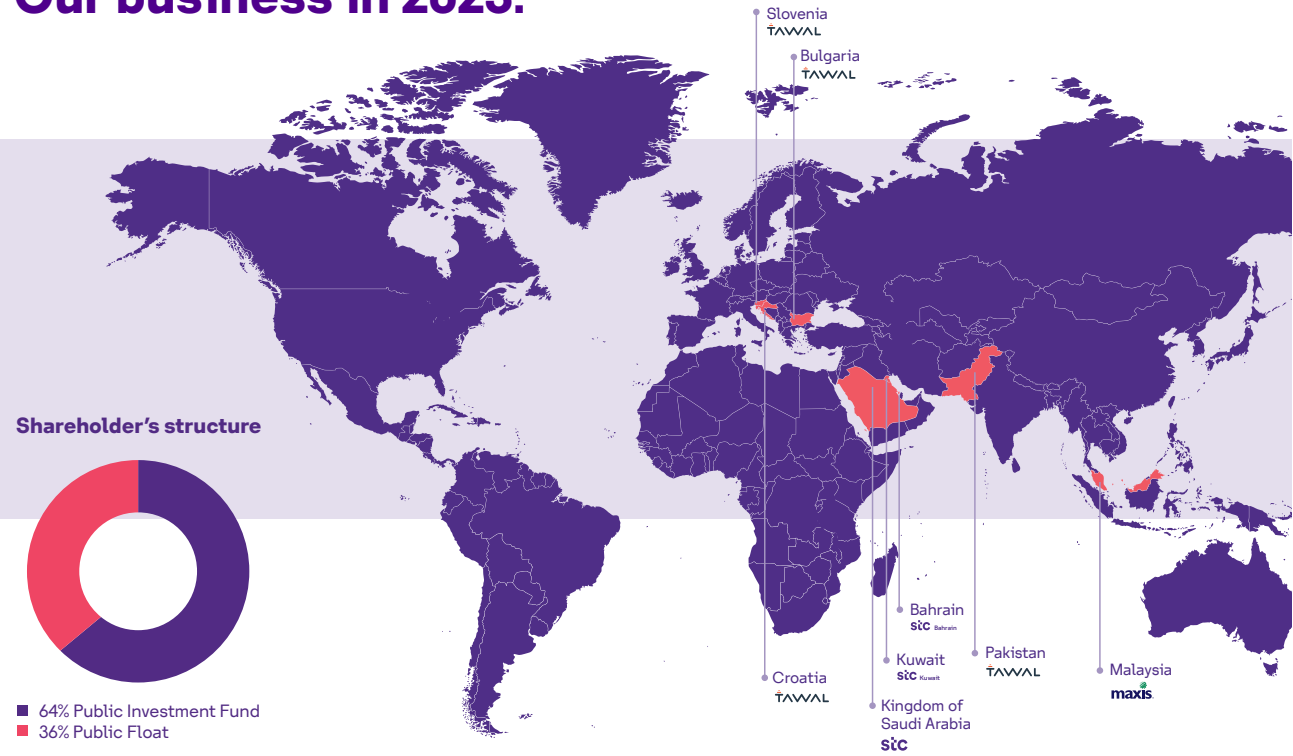 Our business in 2023.
Slovenia
TAWAL
Bulgaria
TAWAL
Shareholder's structure
64% Public Investment Fund
36% Public Float
Croatia
TAWAL
Bahrain
stc Bahrain
Kuwait
stc Kuwait
Kingdom of
Saudi Arabia
stc
Pakistan
TAWAL
Malaysia
maxis